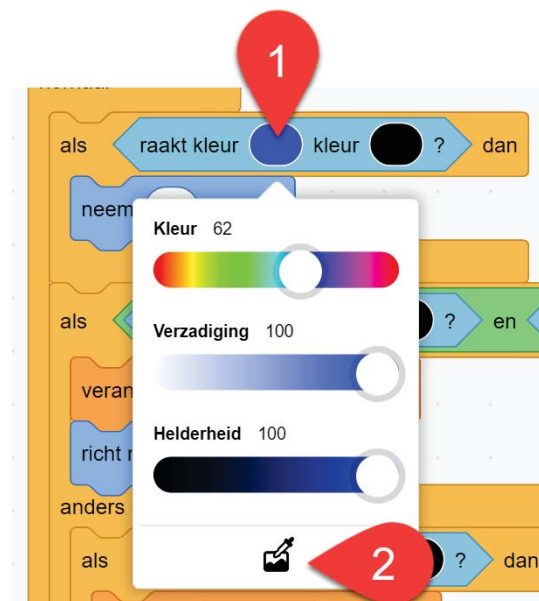 1
als raakt kleur kleur ? dan
neem
Kleur 62
als ? en
Verzadiging 100
veran
richt n
Helderheid 100
anders
als ? dan
2